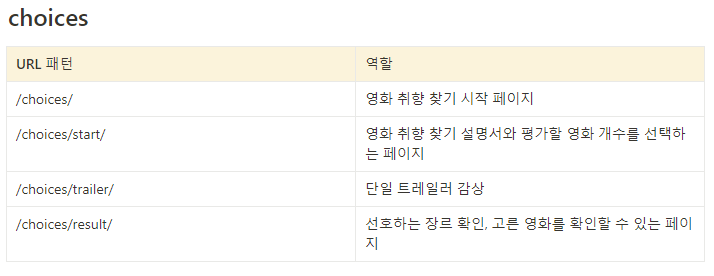 choices
URL 패턴 역할
/choices/ 영화 취향 찾기 시작 페이지
/choices/start/ 영화 취향 찾기 설명서와 평가할 영화 개수를 선택하
는 페이지
/choices/trailer/ 단일 트레일러 감상
/choices/result/ 선호하는 장르 확인, 고른 영화를 확인할 수 있는 페이
지